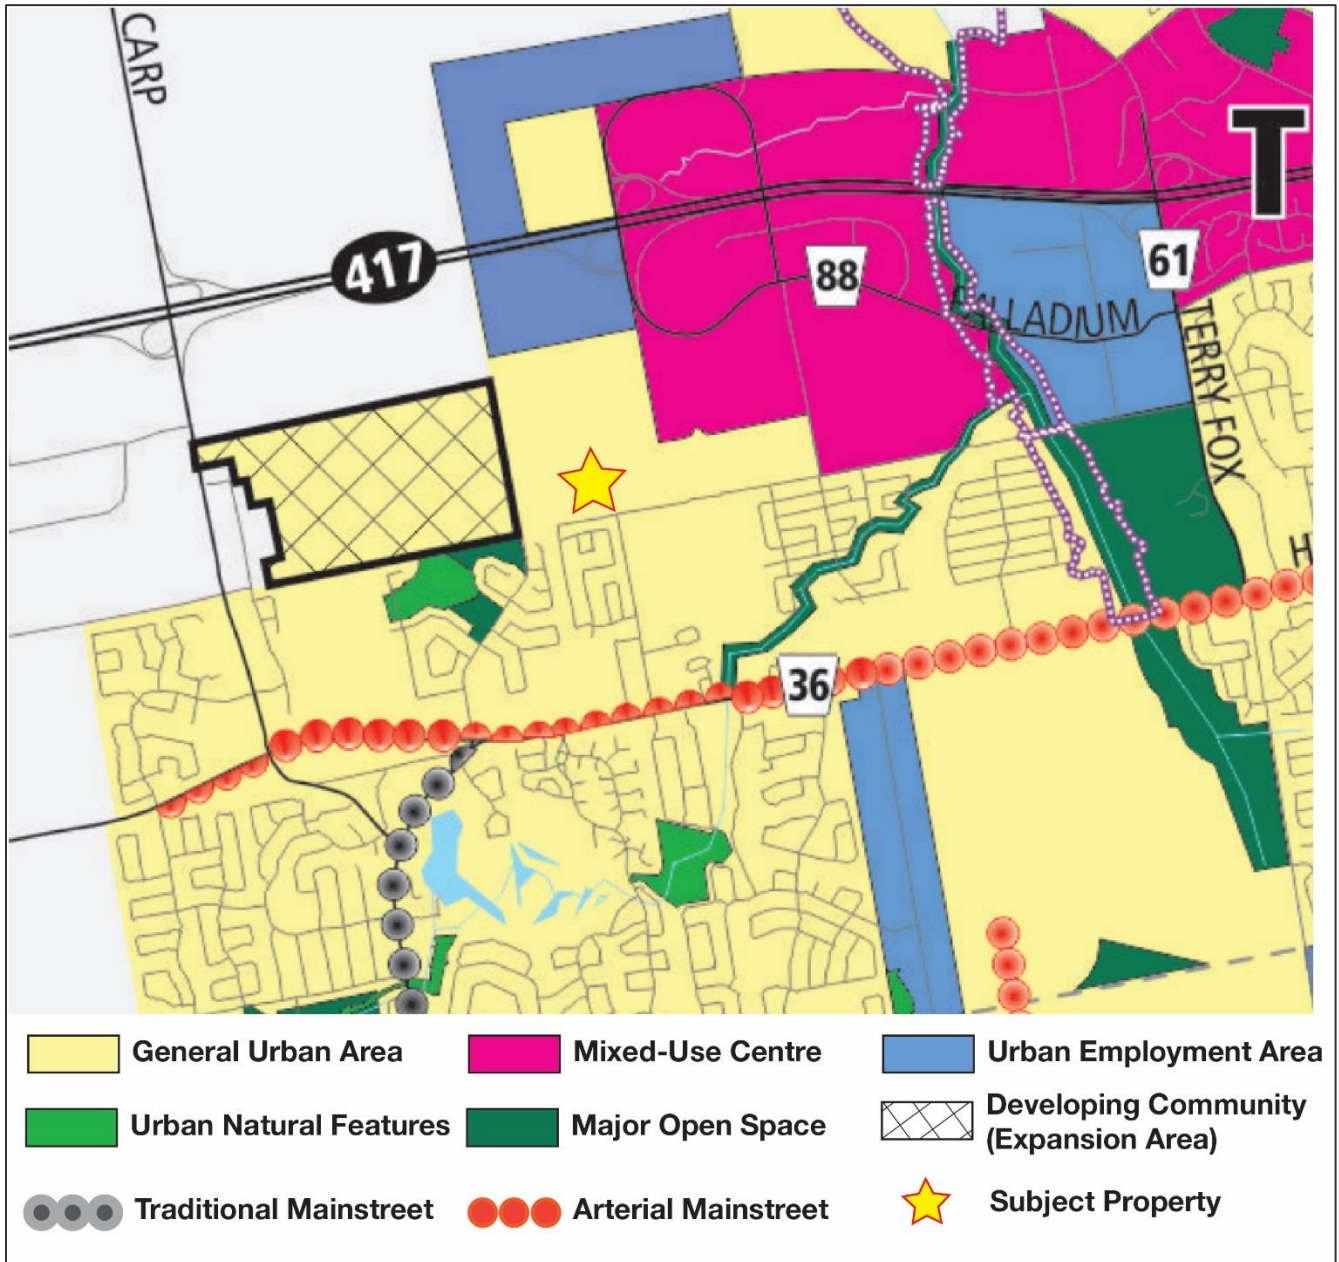 CARP
T
417
88
61
ALLADIUM
TERRY FOX
H
36
General Urban Area
Mixed-Use Centre
Urban Employment Area
Urban Natural Features
Major Open Space
Developing Community
(Expansion Area)
Traditional Mainstreet
Arterial Mainstreet
Subject Property